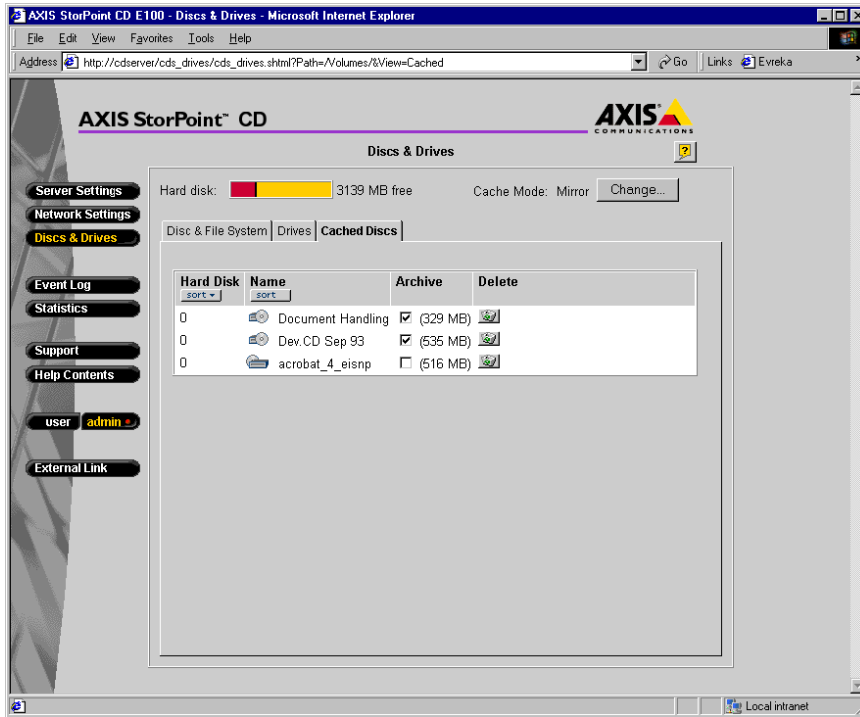 AXIS StorPoint CD E100 - Discs & Drives - Microsoft Internet Explorer
File Edit View Favorites Tools Help
Address http://cdserver/cds_drives/cds_drives.shtml?Path=/Volumes/&View=Cached Go Links Evreka
AXIS StorPoint™ CD
AXIS
COMMUNICATIONS
Discs & Drives
?
Server Settings
Network Settings
Discs & Drives
Event Log
Statistics
Support
Help Contents
user admin
External Link
Hard disk: 3139 MB free Cache Mode: Mirror Change...
Disc & File System Drives Cached Discs
Hard Disk Name Archive Delete
sort sort
0 Document Handling (329 MB)
0 Dev.CD Sep 93 (535 MB)
0 acrobat_4_eisnp (516 MB)
Local intranet